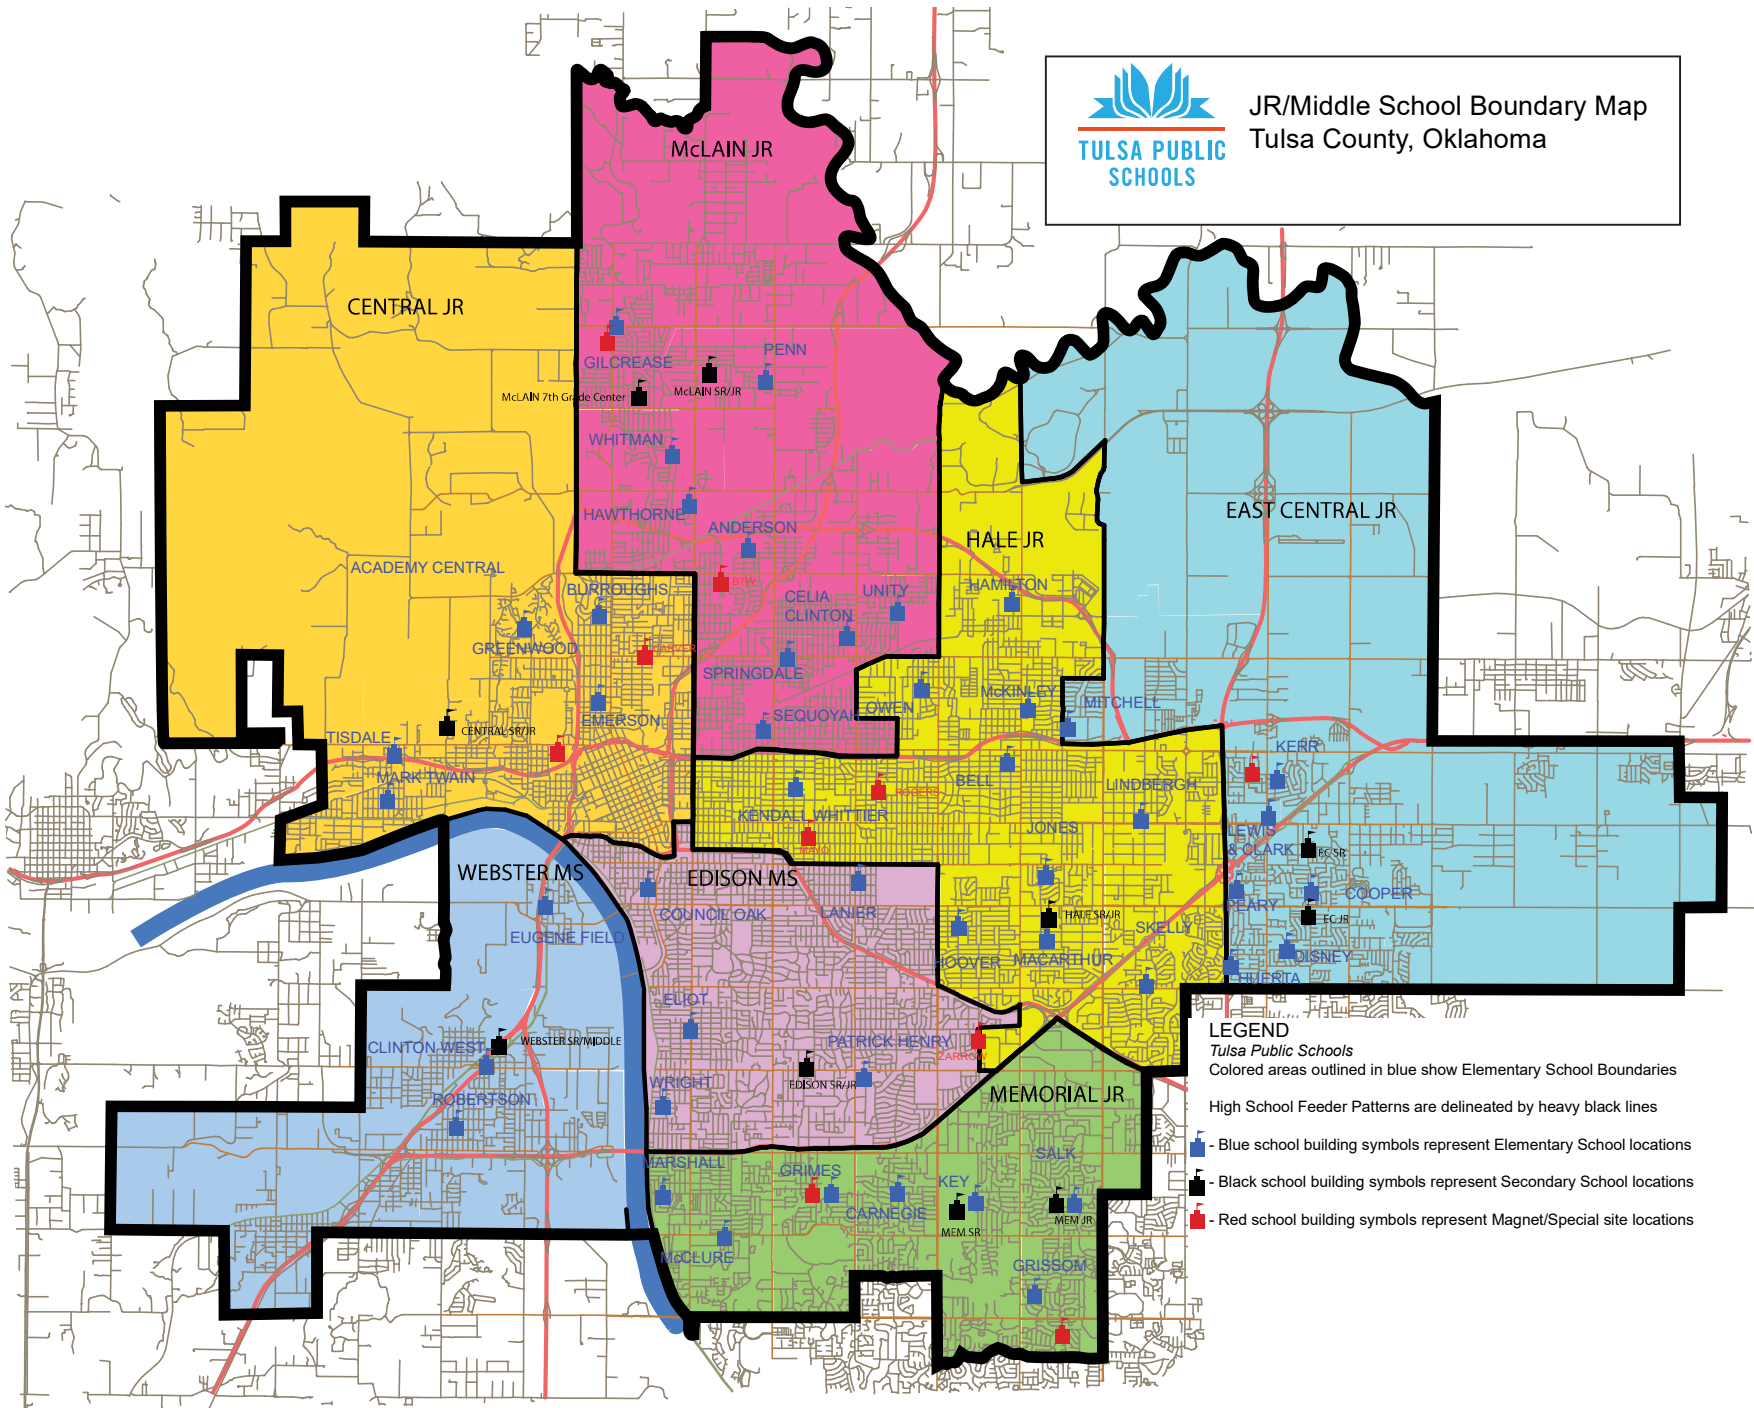 JR/Middle School Boundary Map
Tulsa County, Oklahoma
TULSA PUBLIC
SCHOOLS
McLAIN JR
CENTRAL JR
GILCREASE
PENN
McLAIN SR/JR
McLAIN 7th Grade Center
WHITMAN
HAWTHORNE
ANDERSON
EAST CENTRAL JR
HALE JR
ACADEMY CENTRAL
BURROUGHS
BTW
CELIA
CLINTON
UNITY
HAMILTON
GREENWOOD
CARVER
SPRINGDALE
McKINLEY
MITCHELL
OWEN
SEQUOYAH
EMERSON
CENTRAL SR/JR
TISDALE
MARK TWAIN
KERR
BELL
LINDBERGH
ROGERS
KENDALL WHITTIER
JONES
LEWIS
& CLARK
EC SR
MAYO
WEBSTER MS
EDISON MS
COOPER
PEARY
EC JR
COUNCIL OAK
LANIER
HALE SR/JR
SKELLY
EUGENE FIELD
HOOVER
MACARTHUR
DISNEY
HUERTA
ELIOT
PATRICK HENRY
ZARROW
CLINTON WEST
WEBSTER SR/MIDDLE
WRIGHT
EDISON SR/JR
ROBERTSON
MEMORIAL JR
MARSHALL
GRIMES
SALK
KEY
CARNEGIE
MEM SR
MEM JR
McCLURE
GRISSOM
LEGEND
Tulsa Public Schools
Colored areas outlined in blue show Elementary School Boundaries
High School Feeder Patterns are delineated by heavy black lines
- Blue school building symbols represent Elementary School locations
- Black school building symbols represent Secondary School locations
- Red school building symbols represent Magnet/Special site locations